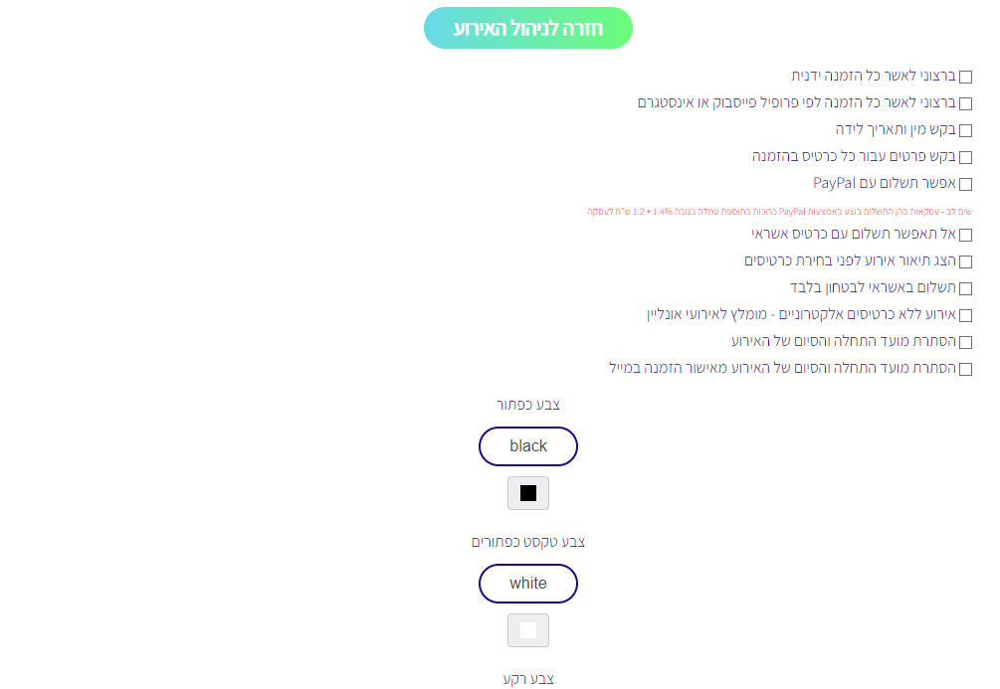 חזרה לניהול האירוע
ברצוני לאשר כל הזמנה ידנית
ברצוני לאשר כל הזמנה לפי פרופיל פייסבוק או אינסטגרם
בקש מין ותאריך לידה
בקש פרטים עבור כל כרטיס בהזמנה
אפשר תשלום עם PayPal
שים לב - עסקאות בהן התשלום בוצע באמצעות PayPal כרוכות בתוספת עמלה בגובה 1.4% + 1.2 ש"ח לעסקה
אל תאפשר תשלום עם כרטיס אשראי
הצג תיאור אירוע לפני בחירת כרטיסים
תשלום באשראי לבטחון בלבד
אירוע ללא כרטיסים אלקטרוניים - מומלץ לאירועי אונליין
הסתרת מועד התחלה והסיום של האירוע
הסתרת מועד התחלה והסיום של האירוע מאישור הזמנה במייל
צבע כפתור
black
צבע טקסט כפתורים
white
צבע רקע